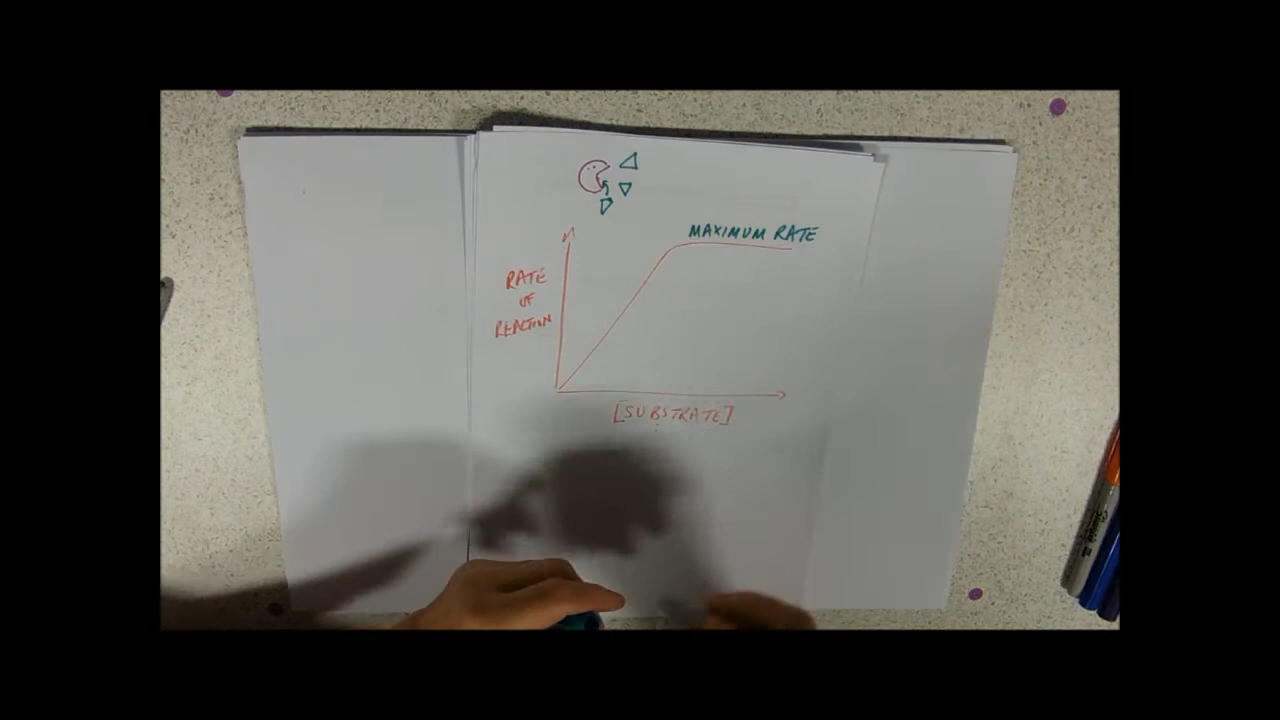 MAXIMUM RATE
RATE
OF
REACTION
[SUBSTRATE]